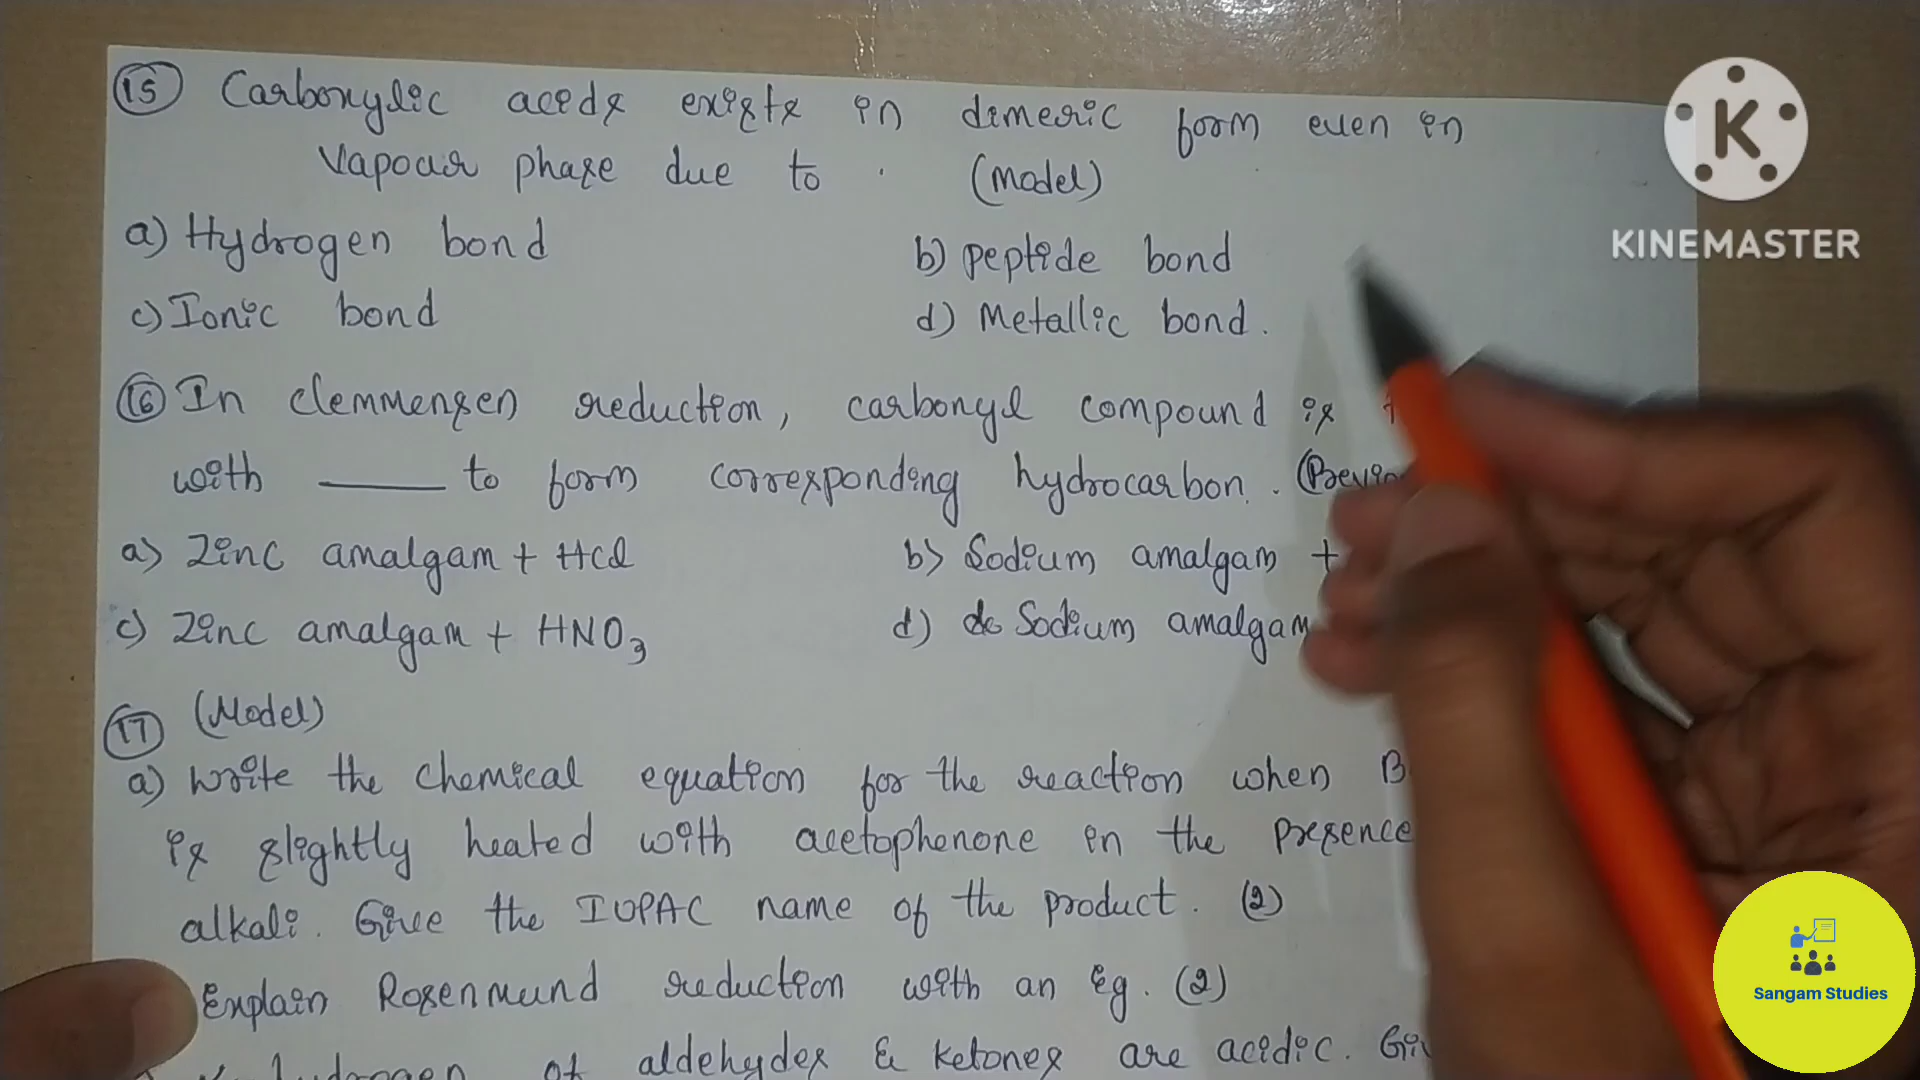 15 Carboxylic acids exists in dimeric form even in
Vapour phase due to . (Model)
a) Hydrogen bond b) peptide bond
c) Ionic bond d) Metallic bond.
16 In clemmensen reduction, carbonyl compound is
with ____ to form corresponding hydrocarbon.
a) Zinc amalgam + HCl b) Sodium amalgam +
c) Zinc amalgam + HNO3 d) Sodium amalgam
17 (Model)
a) Write the chemical equation for the reaction when B
is slightly heated with acetophenone in the presence
alkali. Give the IUPAC name of the product. (2)
Explain Rosenmund reduction with an Eg. (2)
hydrogen of aldehydes & ketones are acidic.
K
KINEMASTER
Sangam Studies